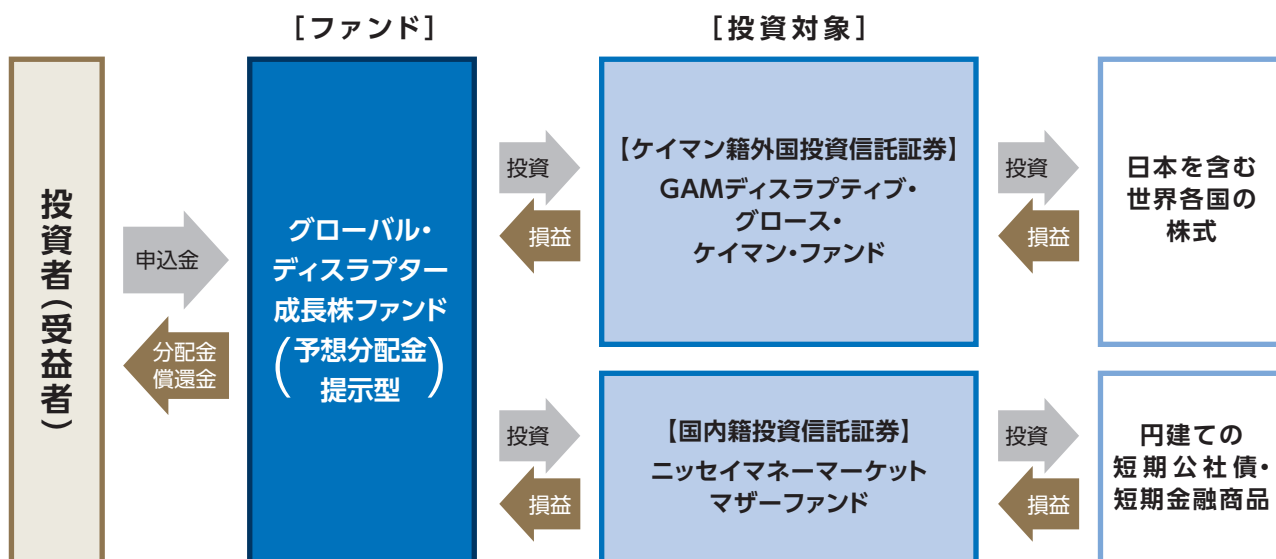 ［ファンド］
［投資対象］
投資者（受益者）
申込金
分配金
償還金
グローバル・
ディスラプター
成長株ファンド
（予想分配金
提示型）
投資
損益
【ケイマン籍外国投資信託証券】
GAMディスラプティブ・
グロース・
ケイマン・ファンド
投資
損益
日本を含む
世界各国の
株式
投資
損益
【国内籍投資信託証券】
ニッセイマネーマーケット
マザーファンド
投資
損益
円建ての
短期公社債・
短期金融商品